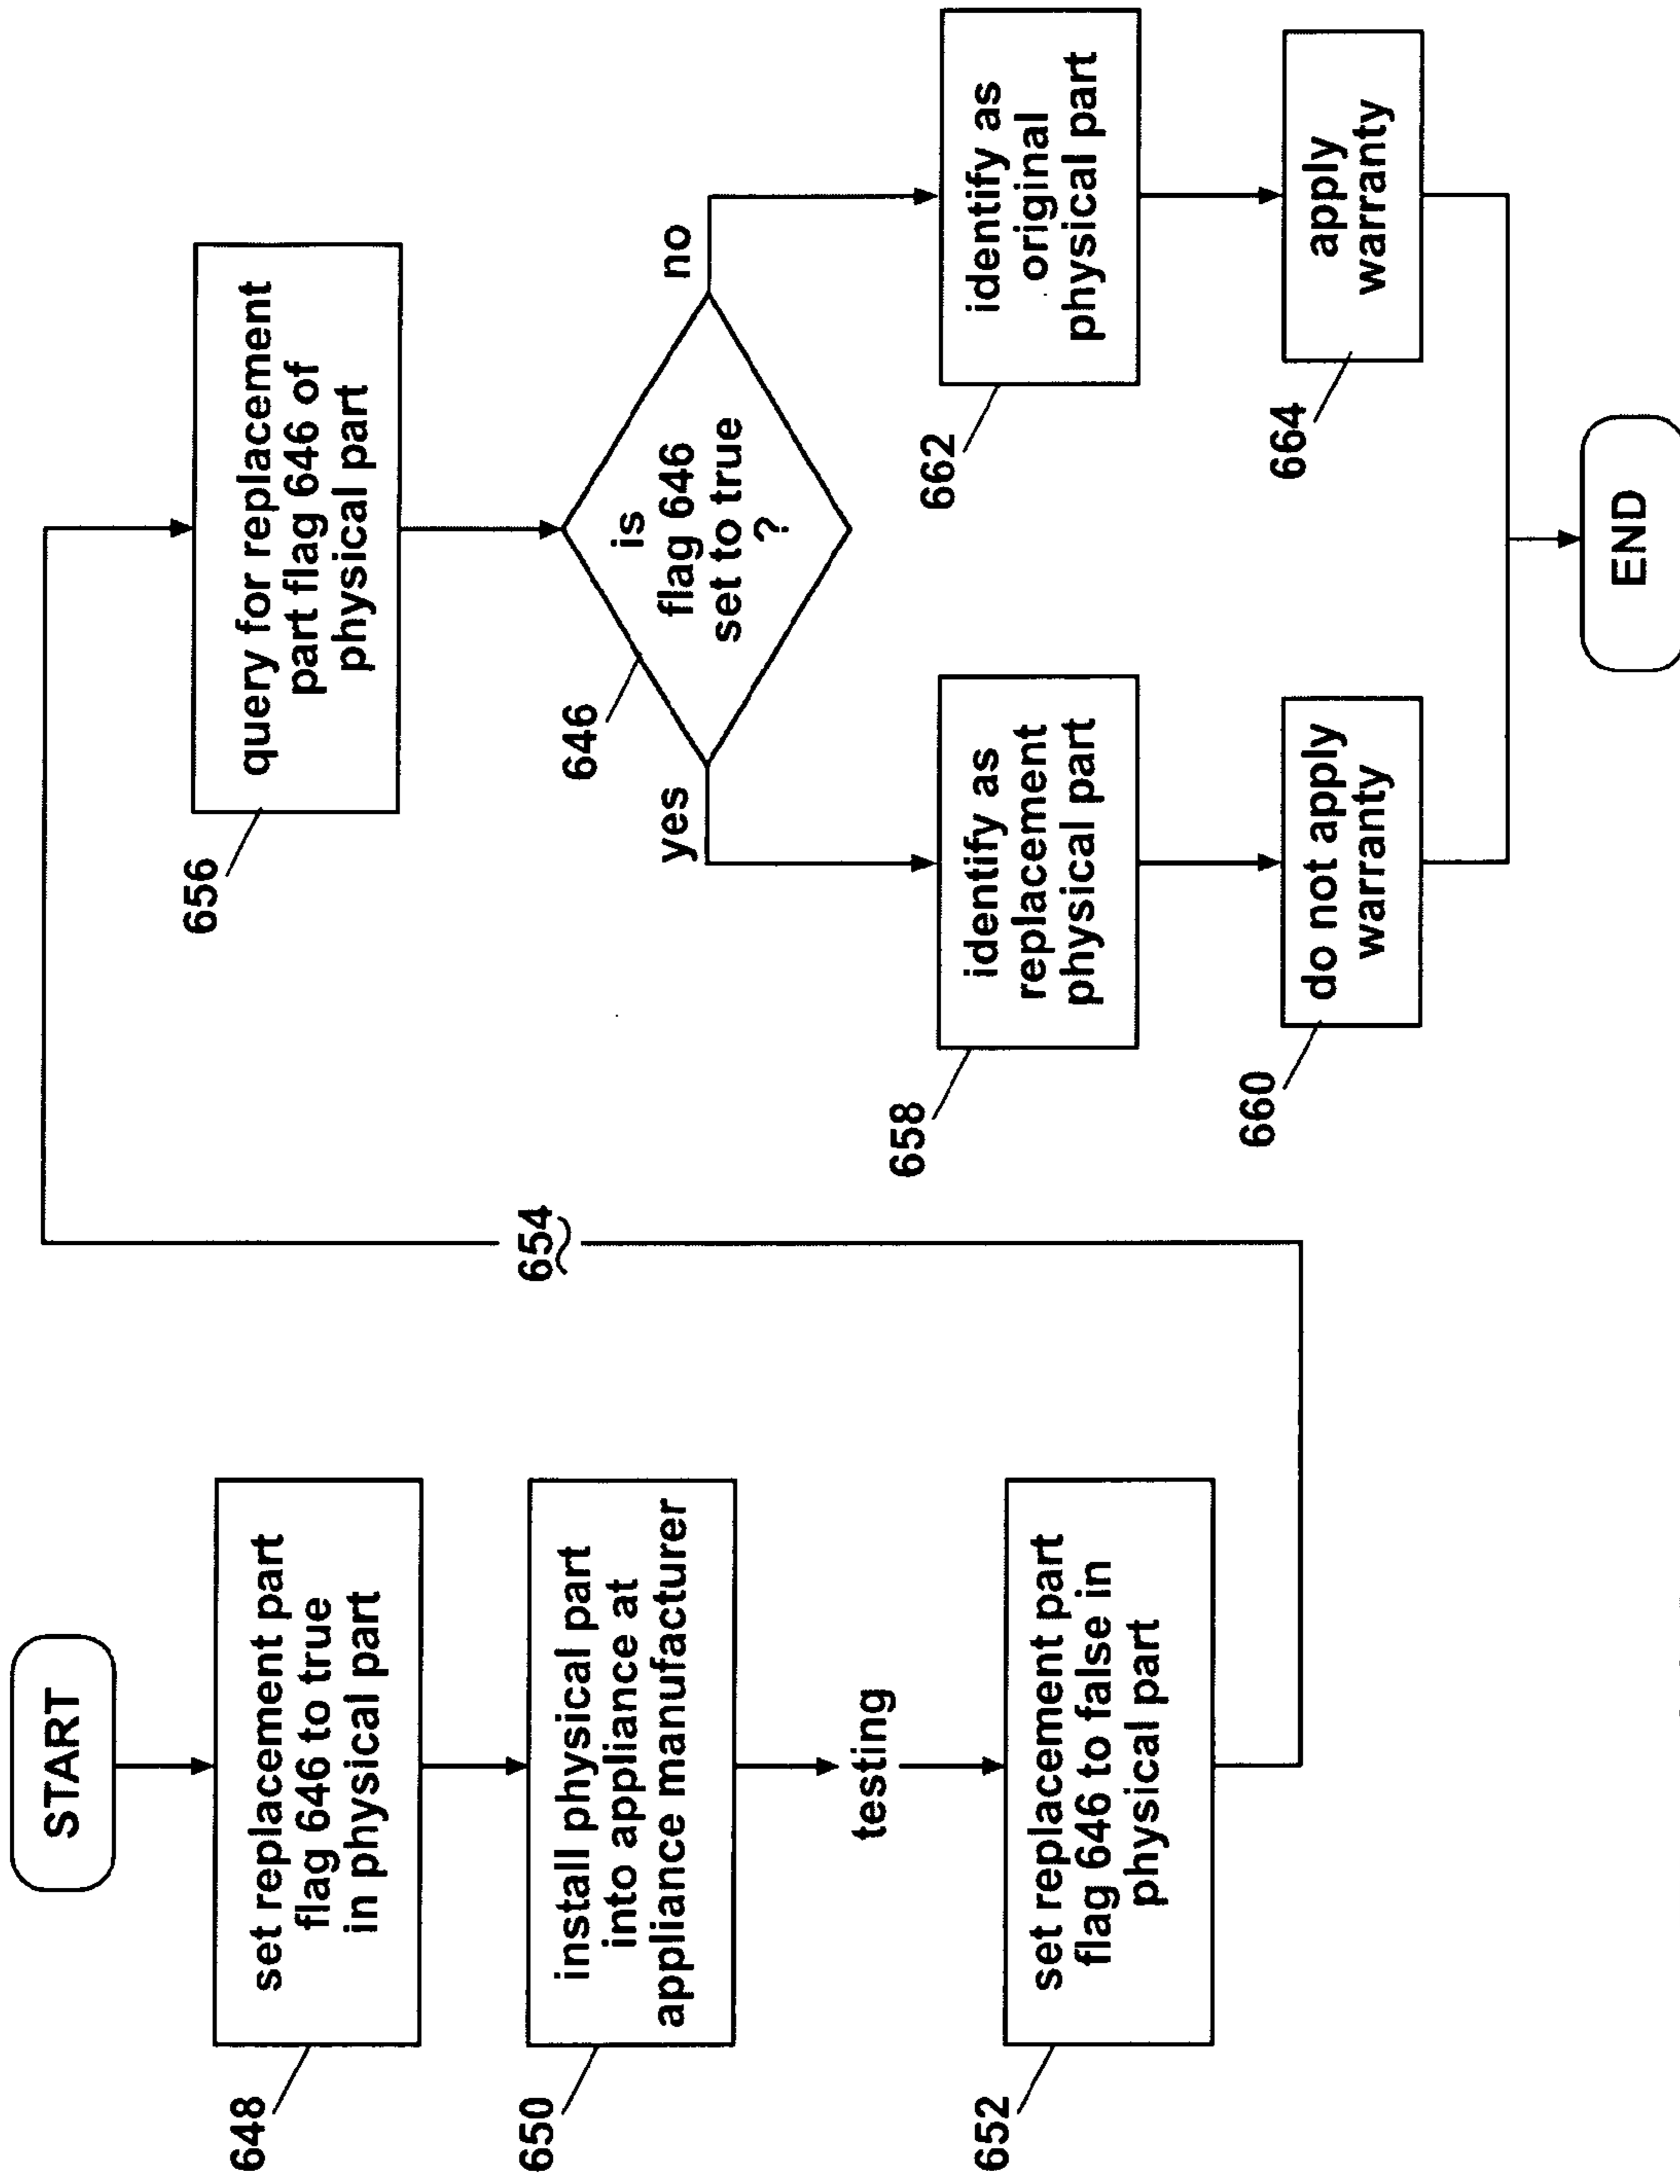 START
648
set replacement part
flag 646 to true
in physical part
650
install physical part
into appliance at
appliance manufacturer
testing
652
set replacement part
flag 646 to false in
physical part
654
656
query for replacement
part flag 646 of
physical part
646
is
flag 646
set to true
?
yes
no
658
identify as
replacement
physical part
660
do not apply
warranty
662
identify as
original
physical part
664
apply
warranty
END